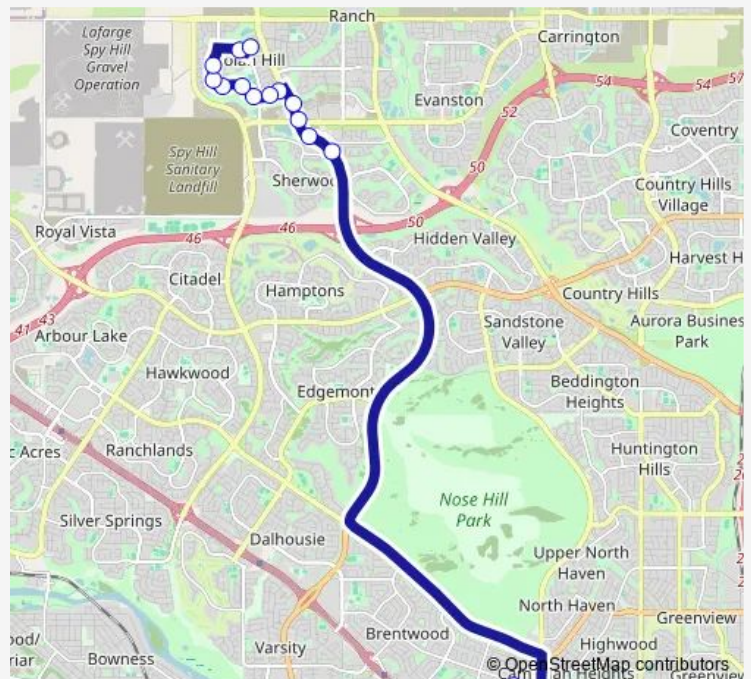 Ranch
Lafarge
Spy Hill
Gravel
Operation
Carrington
54
54
57
Hill
Evanston
52
Coventry
Spy Hill
Sanitary
Landfill
50
Country Hills
Village
Royal Vista
46
46
50
Hidden Valley
Harvest H
Citadel
Hamptons
Country Hills
43
41
Arbour Lake
Sandstone
Valley
Aurora Business
Park
Hawkwood
Edgemont
Beddington
Heights
Acres
Ranchlands
Huntington
Hills
Nose Hill
Park
Silver Springs
Dalhousie
Upper North
Haven
North Haven
Greenview
Brentwood
Varsity
Highwood
Bowness
© OpenStreetMap contributors